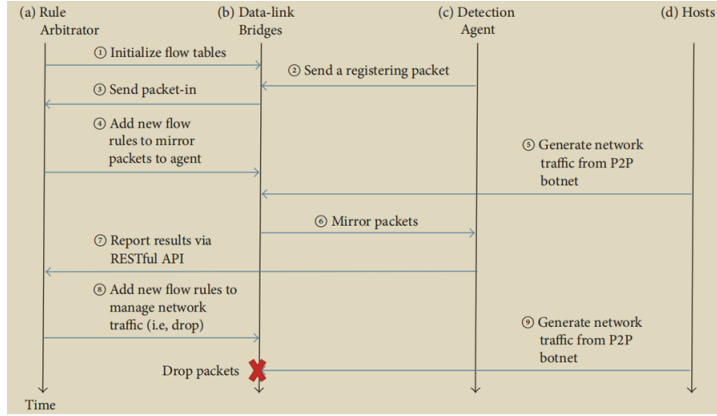 (a) Rule
Arbitrator
(b) Data-link
Bridges
(c) Detection
Agent
(d) Hosts
① Initialize flow tables
② Send a registering packet
③ Send packet-in
④ Add new flow
rules to mirror
packets to agent
⑤ Generate network
traffic from P2P
botnet
⑥ Mirror packets
⑦ Report results via
RESTful API
⑧ Add new flow rules to
manage network
traffic (i.e, drop)
⑨ Generate network
traffic from P2P
botnet
Drop packets
Time